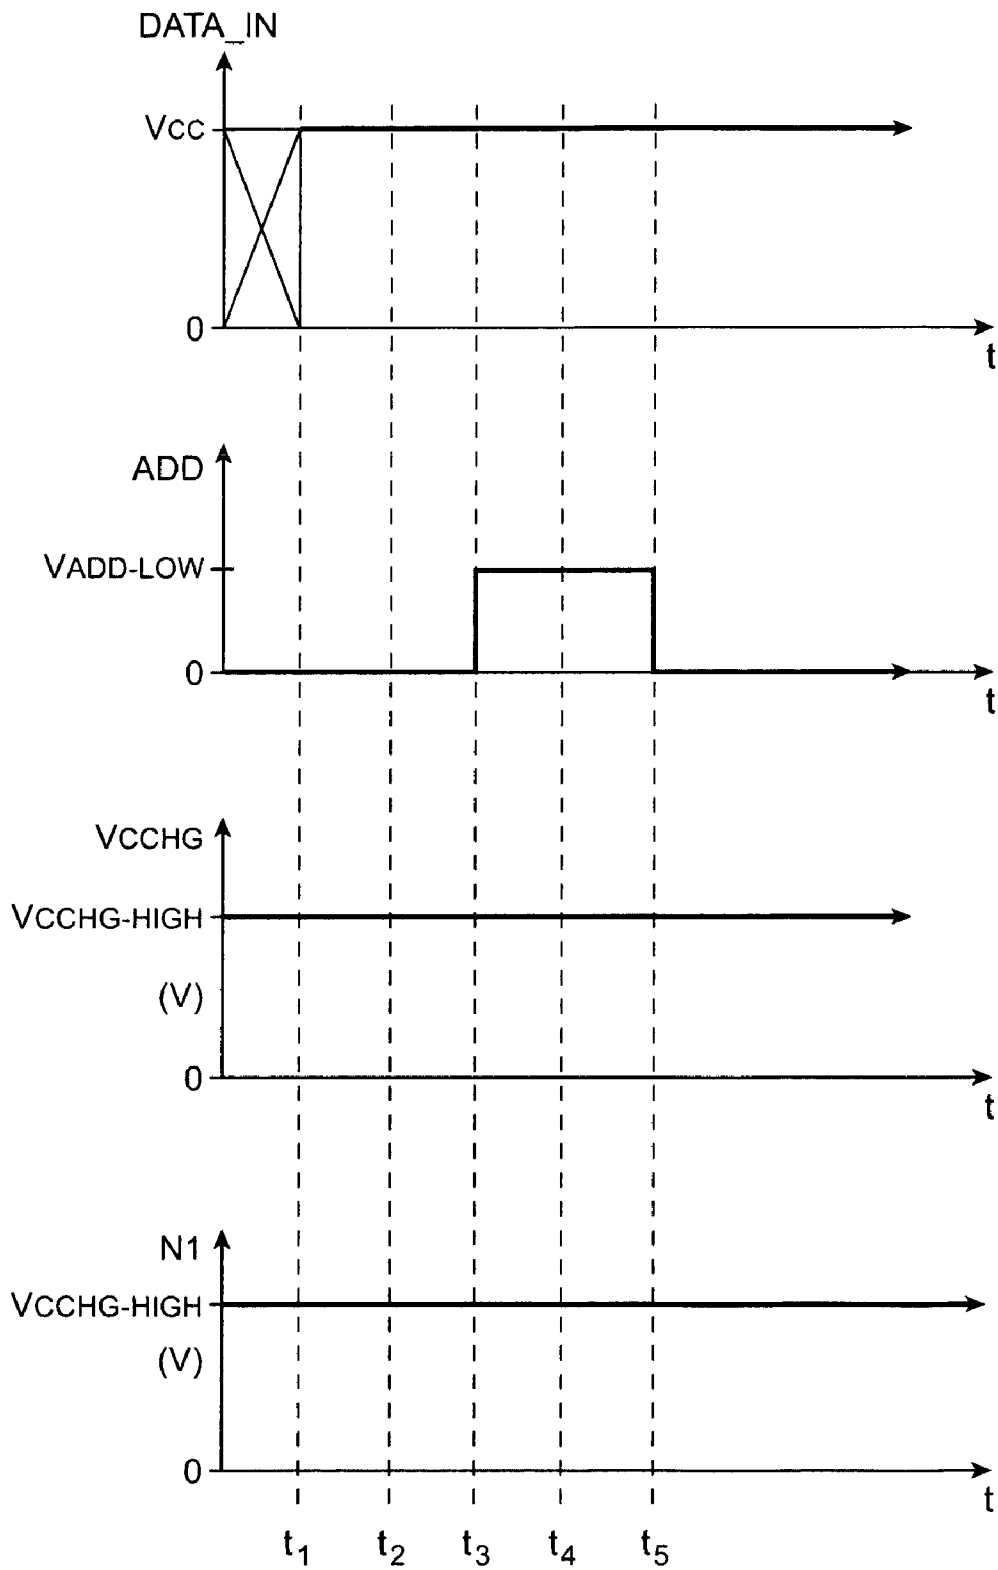 DATA_IN
VCC
0
t
ADD
VADD-LOW
0
t
VCCHG
VCCHG-HIGH
(V)
0
t
N1
VCCHG-HIGH
(V)
0
t
t1 t2 t3 t4 t5